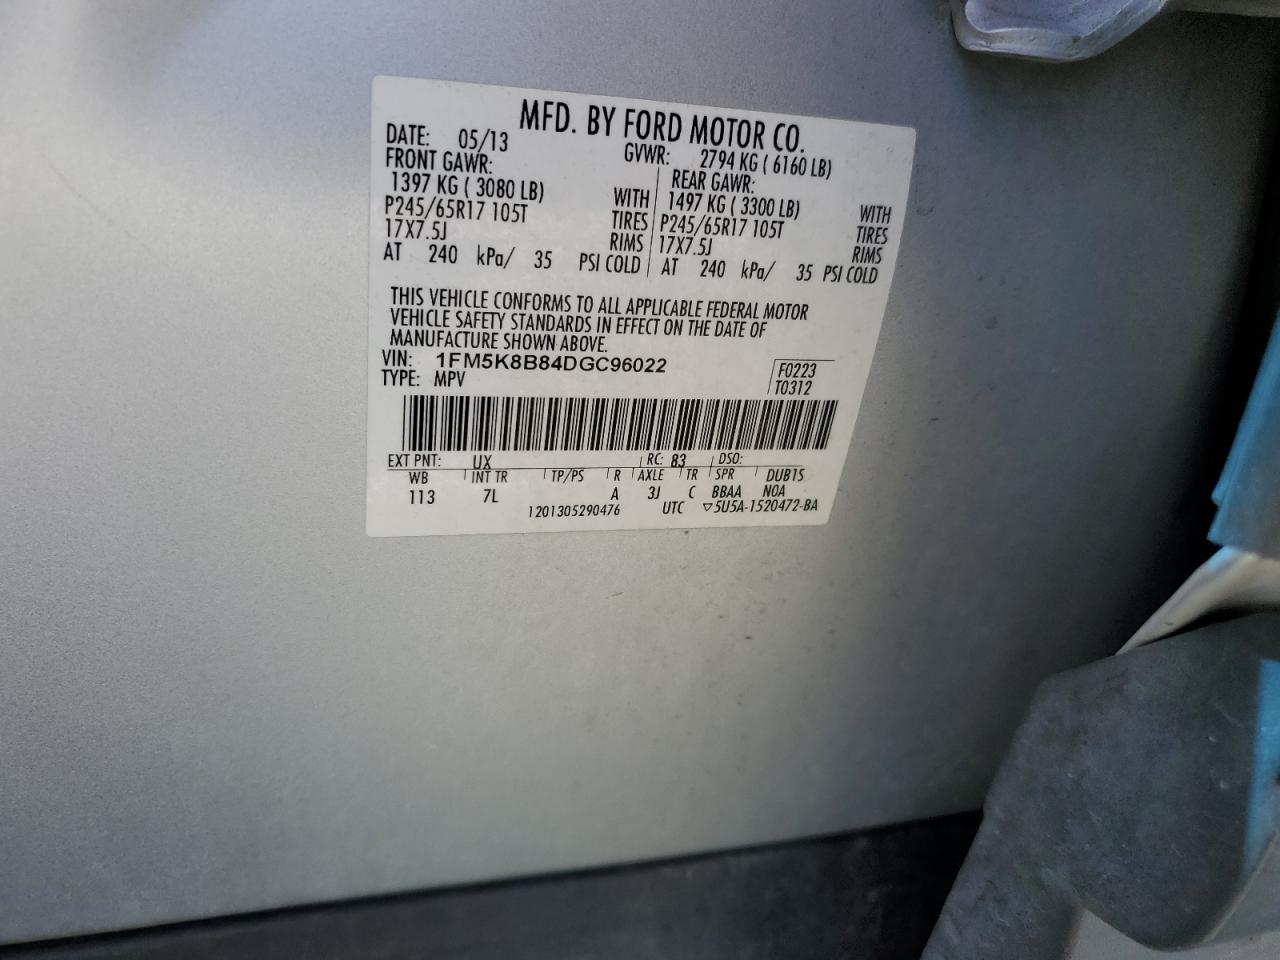 MFD. BY FORD MOTOR CO.
DATE: 05/13 GVWR: 2794 KG ( 6160 LB)
FRONT GAWR: REAR GAWR:
1397 KG ( 3080 LB) WITH 1497 KG ( 3300 LB) WITH
P245/65R17 105T TIRES P245/65R17 105T TIRES
17X7.5J RIMS 17X7.5J RIMS
AT 240 kPa/ 35 PSI COLD AT 240 kPa/ 35 PSI COLD
THIS VEHICLE CONFORMS TO ALL APPLICABLE FEDERAL MOTOR
VEHICLE SAFETY STANDARDS IN EFFECT ON THE DATE OF
MANUFACTURE SHOWN ABOVE.
VIN: 1FM5K8B84DGC96022 F0223
TYPE: MPV T0312
EXT PNT: UX RC: 83 DSO:
WB INT TR TP/PS R AXLE TR SPR DUB1S
113 7L A 3J C BBAA NOA
1201305290476 UTC ▽5U5A-1520472-BA